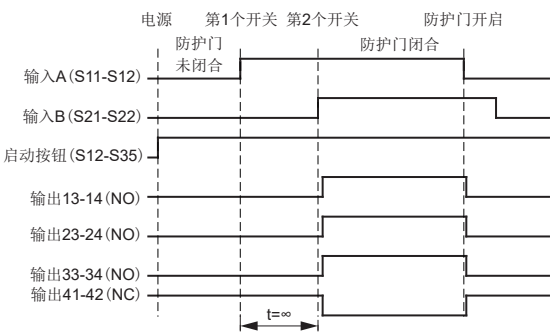 电源 第1个开关 第2个开关 防护门开启
防护门 防护门闭合
未闭合
输入A(S11-S12)
输入B(S21-S22)
启动按钮(S12-S35)
输出13-14(NO)
输出23-24(NO)
输出33-34(NO)
输出41-42(NC)
t=∞